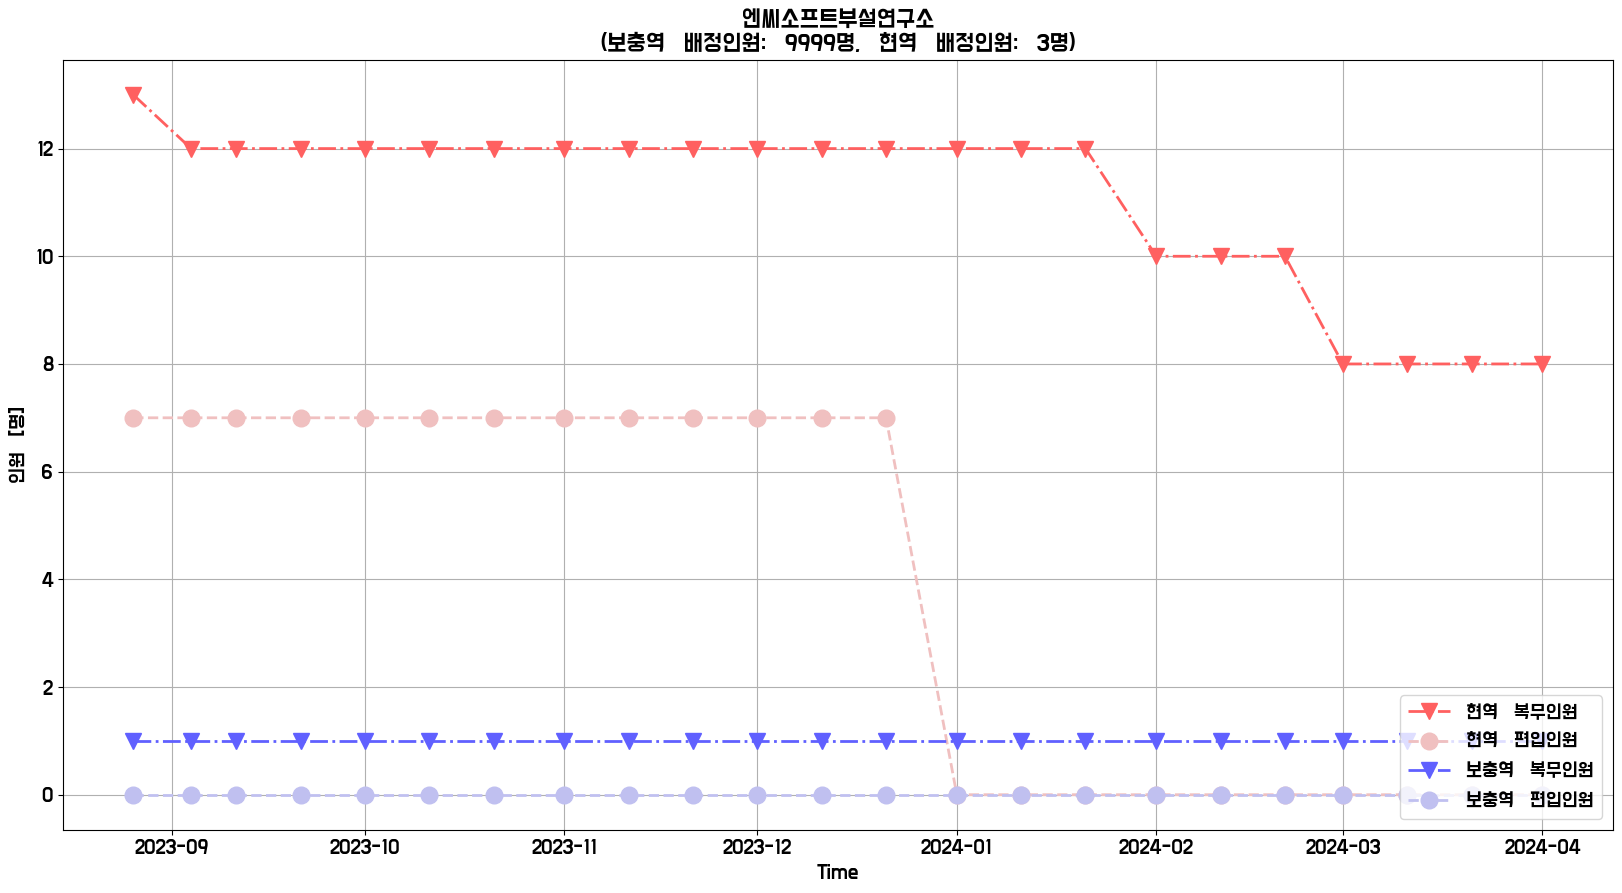 엔씨소프트부설연구소
(보충역 배정인원: 9999명, 현역 배정인원: 3명)
인원 [명]
12
10
8
6
4
2
0
현역 복무인원
현역 편입인원
보충역 복무인원
보충역 편입인원
2023-09 2023-10 2023-11 2023-12 2024-01 2024-02 2024-03 2024-04
Time